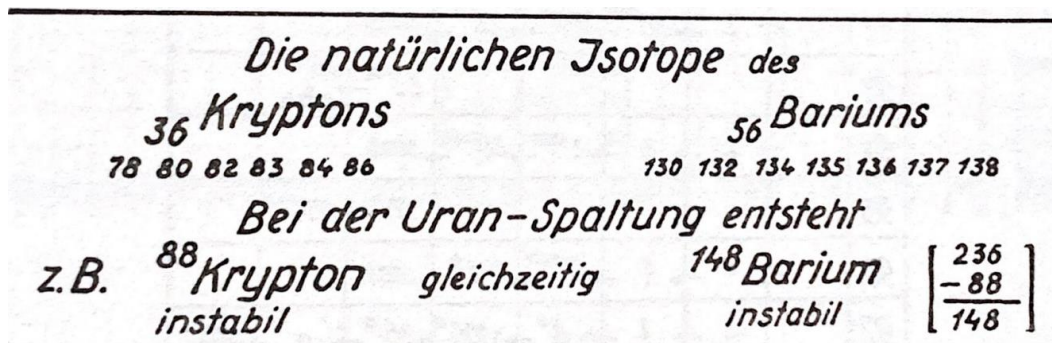 Die natürlichen Isotope des
36 Kryptons 56 Bariums
78 80 82 83 84 86 130 132 134 135 136 137 138
Bei der Uran-Spaltung entsteht
z.B. 88Krypton gleichzeitig 148Barium [236
instabil instabil -88
148]